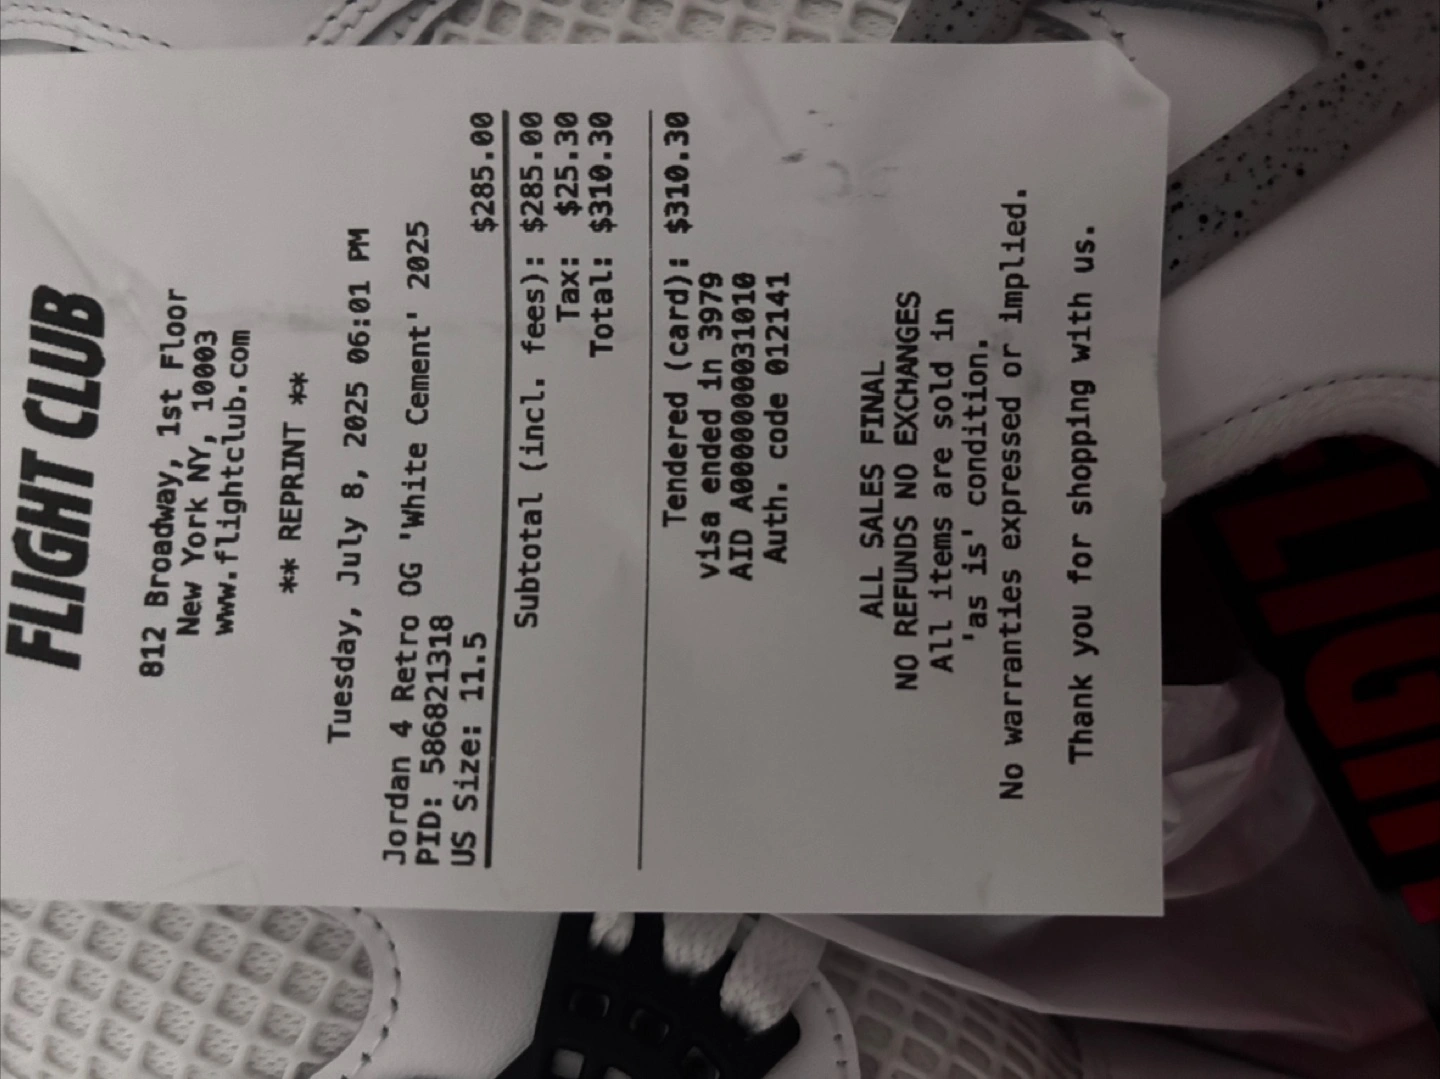 FLIGHT CLUB
812 Broadway, 1st Floor
New York NY, 10003
www.flightclub.com
** REPRINT **
Tuesday, July 8, 2025 06:01 PM
Jordan 4 Retro OG 'White Cement' 2025
PID: 586821318
US Size: 11.5
$285.00
Subtotal (incl. fees): $285.00
Tax: $25.30
Total: $310.30
Tendered (card): $310.30
visa ended in 3979
AID A0000000031010
Auth. code 012141
ALL SALES FINAL
NO REFUNDS NO EXCHANGES
All items are sold in
'as is' condition.
No warranties expressed or implied.
Thank you for shopping with us.